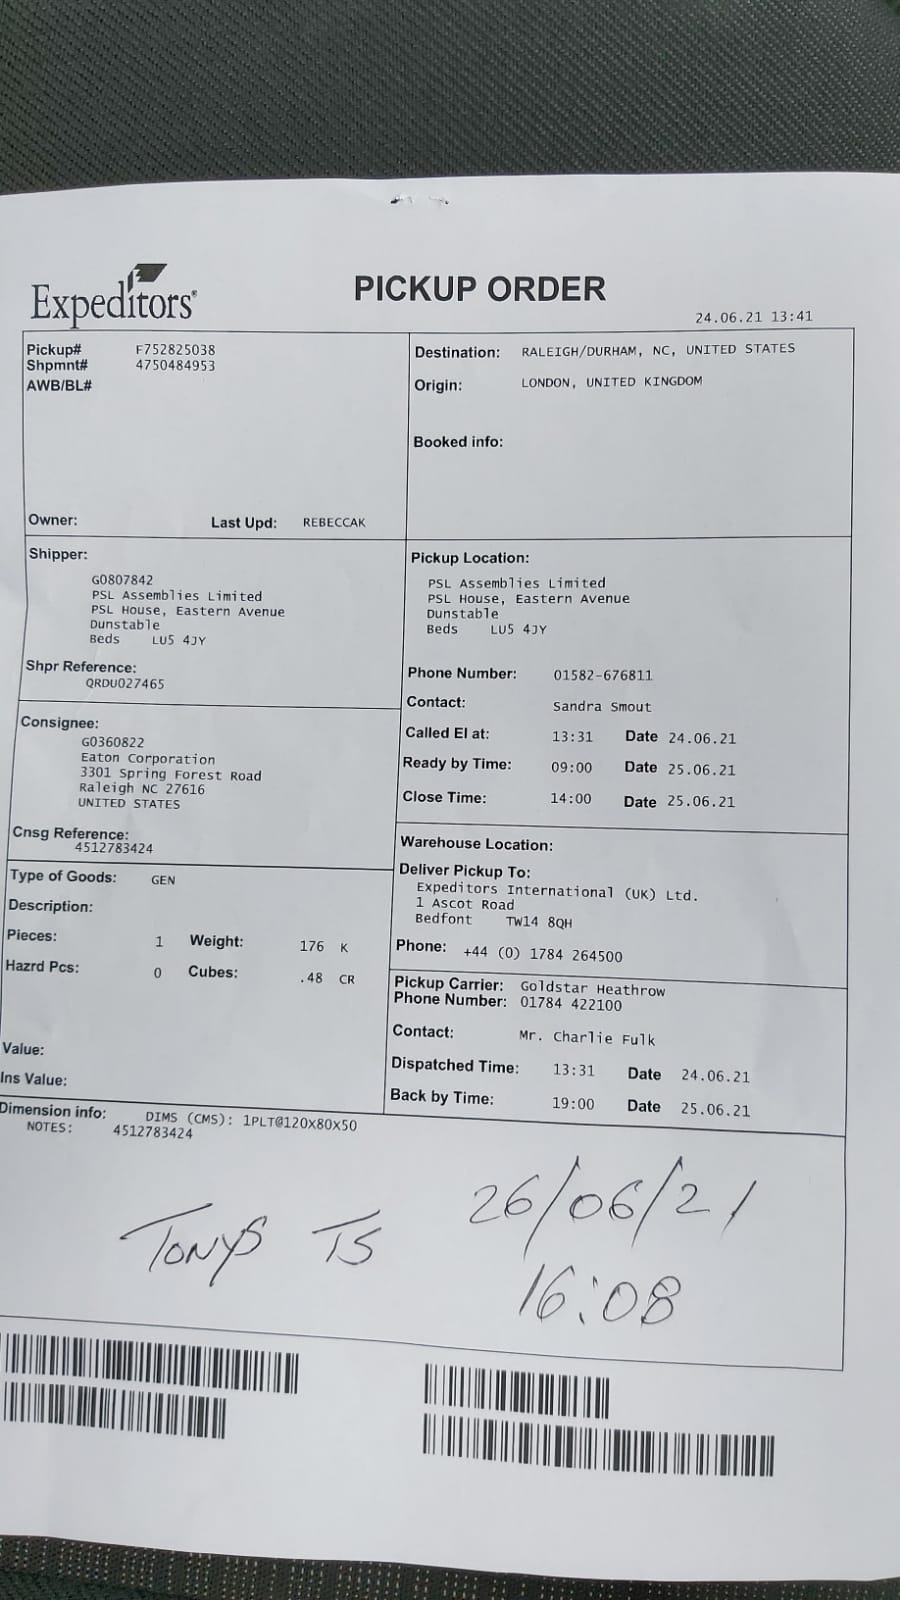 Expeditors
PICKUP ORDER
24.06.21 13:41
Pickup# F752825038
Shpmnt# 4750484953
AWB/BL#
Destination: RALEIGH/DURHAM, NC, UNITED STATES
Origin: LONDON, UNITED KINGDOM
Booked info:
Owner: Last Upd: REBECCAK
Shipper:
G0807842
PSL Assemblies Limited
PSL House, Eastern Avenue
Dunstable
Beds LU5 4JY
Shpr Reference:
QRDU027465
Consignee:
G0360822
Eaton Corporation
3301 Spring Forest Road
Raleigh NC 27616
UNITED STATES
Cnsg Reference:
4512783424
Type of Goods: GEN
Description:
Pieces: 1 Weight: 176 K
Hazrd Pcs: 0 Cubes: .48 CR
Value:
Ins Value:
Pickup Location:
PSL Assemblies Limited
PSL House, Eastern Avenue
Dunstable
Beds LU5 4JY
Phone Number: 01582-676811
Contact: Sandra Smout
Called EI at: 13:31 Date 24.06.21
Ready by Time: 09:00 Date 25.06.21
Close Time: 14:00 Date 25.06.21
Warehouse Location:
Deliver Pickup To:
Expeditors International (UK) Ltd.
1 Ascot Road
Bedfont TW14 8QH
Phone: +44 (0) 1784 264500
Pickup Carrier: Goldstar Heathrow
Phone Number: 01784 422100
Contact: Mr. Charlie Fulk
Dispatched Time: 13:31 Date 24.06.21
Back by Time: 19:00 Date 25.06.21
Dimension info: DIMS (CMS): 1PLT@120X80X50
NOTES: 4512783424
TONYS TS 26/06/21
16:08